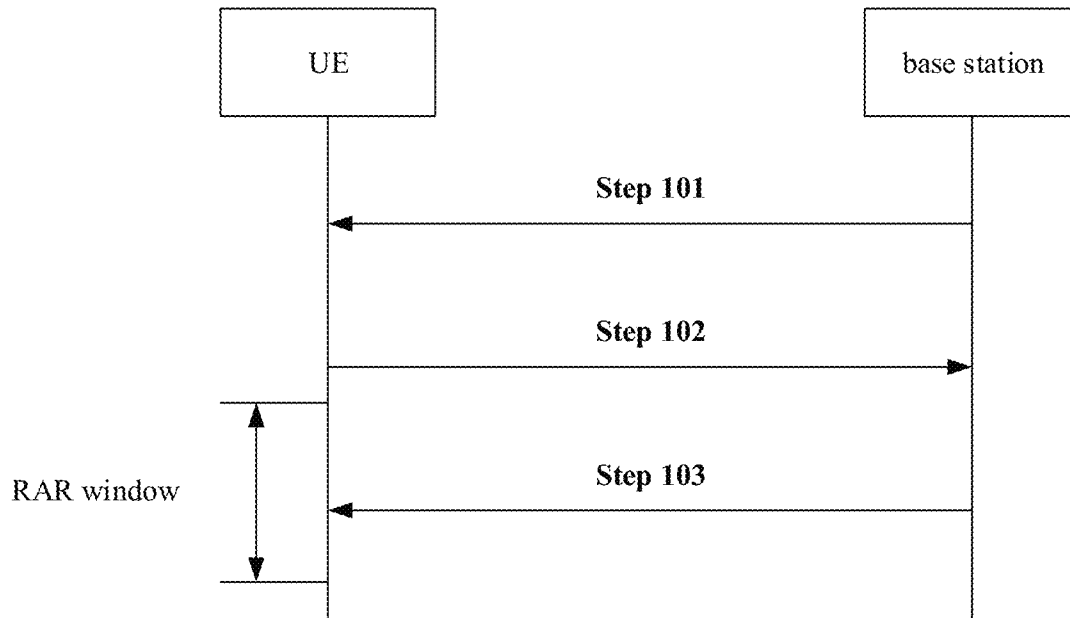 UE
base station
Step 101
Step 102
RAR window
Step 103